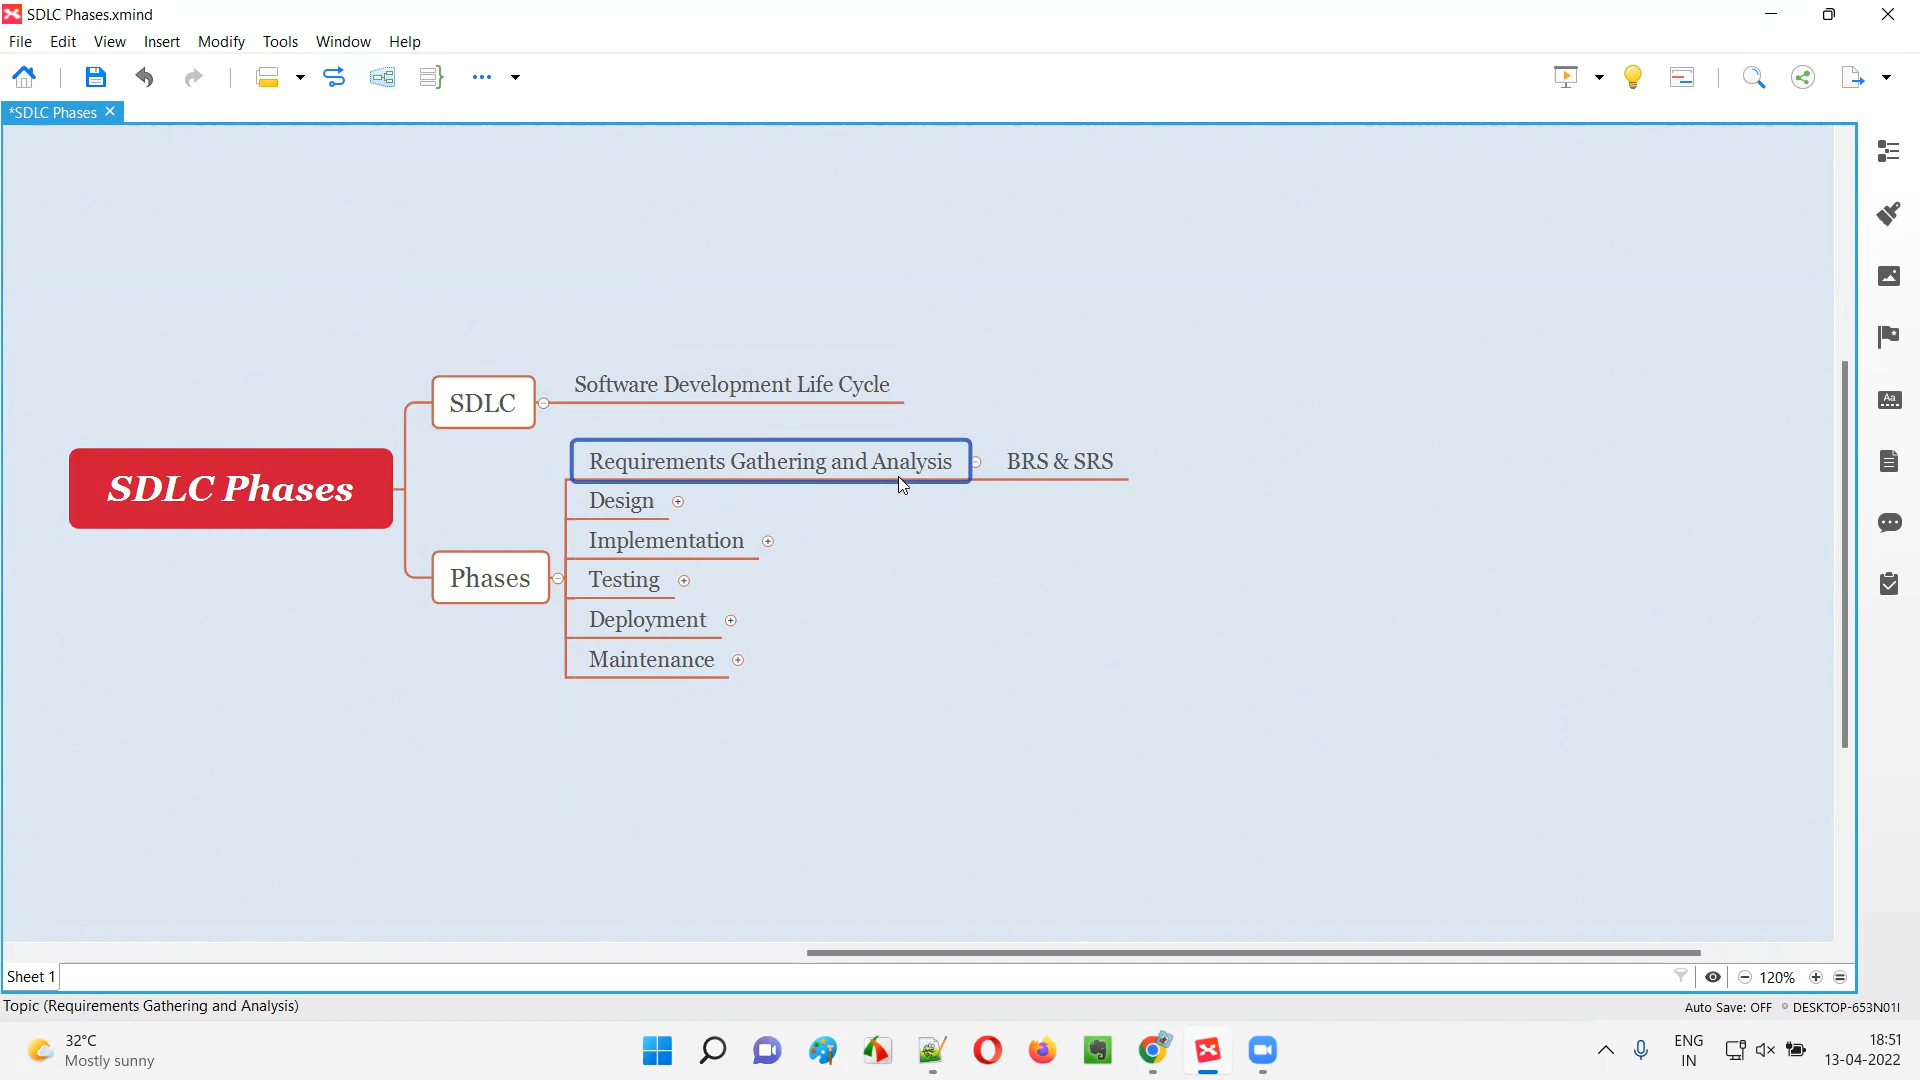 SDLC Phases.xmind
File Edit View Insert Modify Tools Window Help
*SDLC Phases
SDLC Phases
SDLC
Software Development Life Cycle
Phases
Requirements Gathering and Analysis
BRS & SRS
Design
Implementation
Testing
Deployment
Maintenance
Aa
Sheet 1
120%
Topic (Requirements Gathering and Analysis)
Auto Save: OFF
DESKTOP-653N01I
32°C
Mostly sunny
ENG
IN
18:51
13-04-2022